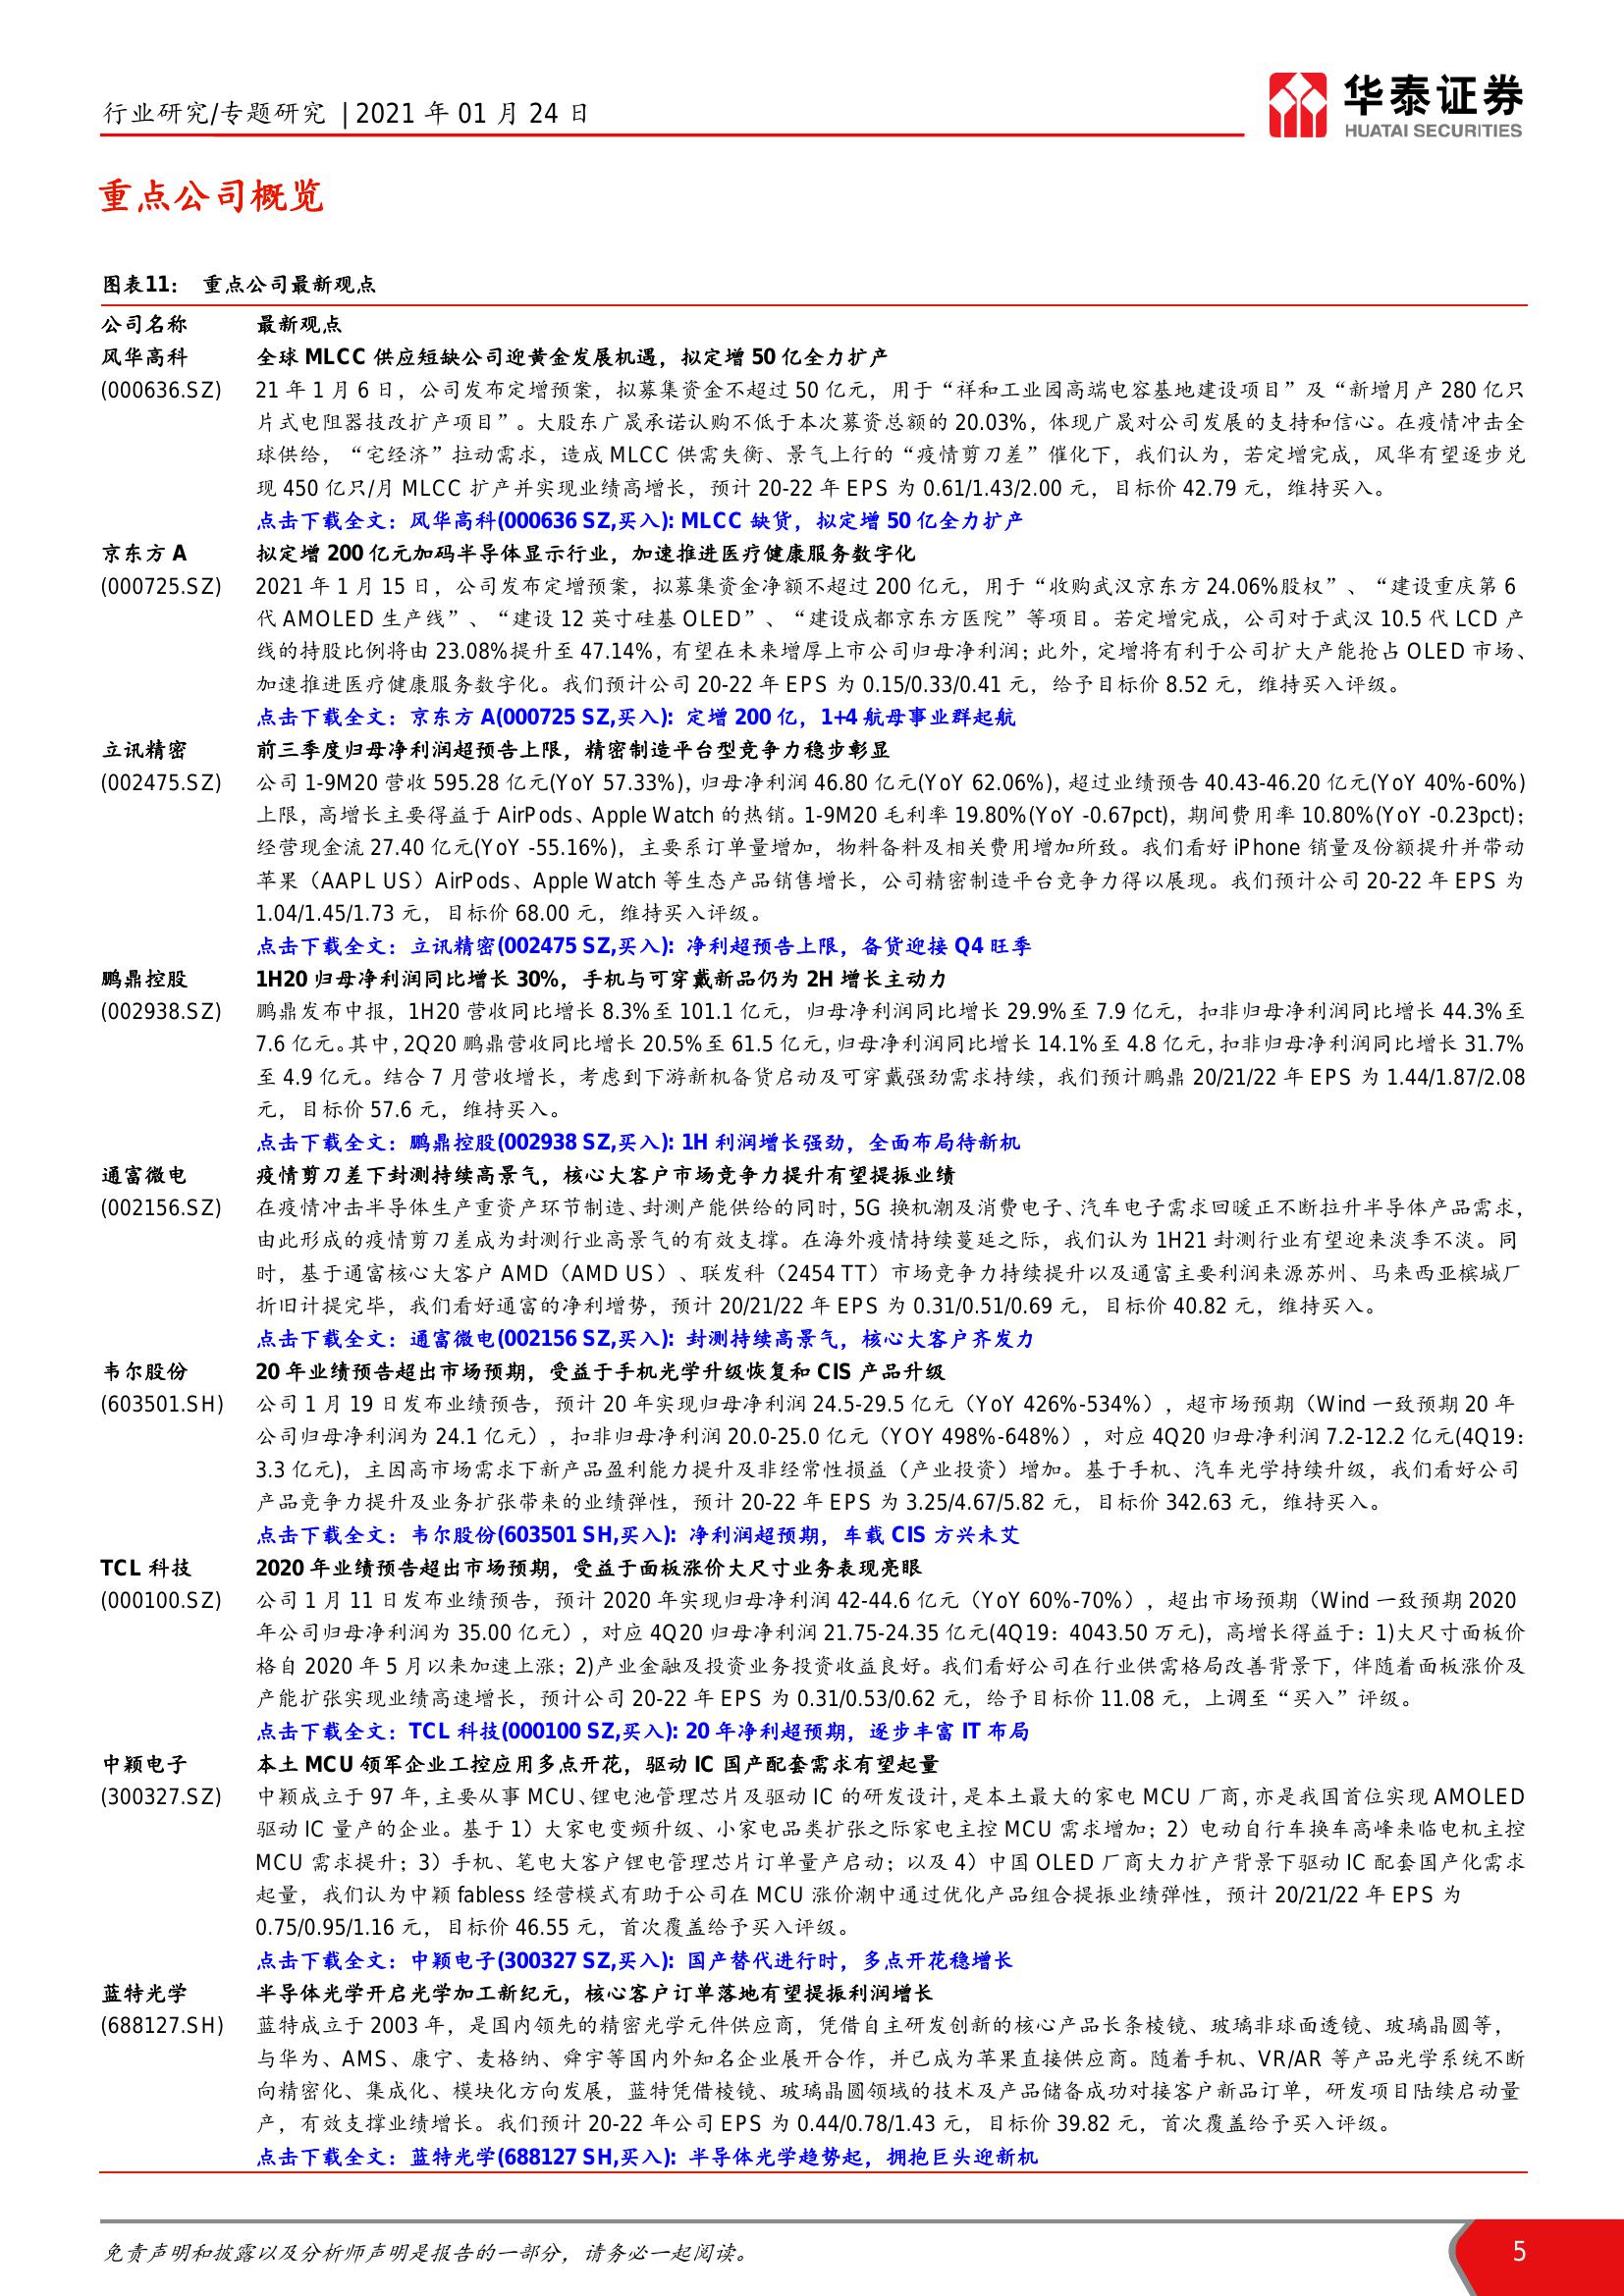 行业研究/专题研究 | 2021 年 01 月 24 日
华泰证券
HUATAI SECURITIES
重点公司概览
图表11： 重点公司最新观点
公司名称 最新观点
风华高科 全球 MLCC 供应短缺公司迎黄金发展机遇，拟定增 50 亿全力扩产
(000636.SZ) 21 年 1 月 6 日，公司发布定增预案，拟募集资金不超过 50 亿元，用于“祥和工业园高端电容基地建设项目”及“新增月产 280 亿只
片式电阻器技改扩产项目”。大股东广晟承诺认购不低于本次募资总额的 20.03%，体现广晟对公司发展的支持和信心。在疫情冲击全
球供给，“宅经济”拉动需求，造成 MLCC 供需失衡、景气上行的“疫情剪刀差”催化下，我们认为，若定增完成，风华有望逐步兑
现 450 亿只/月 MLCC 扩产并实现业绩高增长，预计 20-22 年 EPS 为 0.61/1.43/2.00 元，目标价 42.79 元，维持买入。
点击下载全文：风华高科(000636 SZ,买入): MLCC 缺货，拟定增 50 亿全力扩产
京东方 A 拟定增 200 亿元加码半导体显示行业，加速推进医疗健康服务数字化
(000725.SZ) 2021 年 1 月 15 日，公司发布定增预案，拟募集资金净额不超过 200 亿元，用于“收购武汉京东方 24.06%股权”、“建设重庆第 6
代 AMOLED 生产线”、“建设 12 英寸硅基 OLED”、“建设成都京东方医院”等项目。若定增完成，公司对于武汉 10.5 代 LCD 产
线的持股比例将由 23.08%提升至 47.14%，有望在未来增厚上市公司归母净利润；此外，定增将有利于公司扩大产能抢占 OLED 市场、
加速推进医疗健康服务数字化。我们预计公司 20-22 年 EPS 为 0.15/0.33/0.41 元，给予目标价 8.52 元，维持买入评级。
点击下载全文：京东方 A(000725 SZ,买入): 定增 200 亿，1+4 航母事业群起航
立讯精密 前三季度归母净利润超预告上限，精密制造平台型竞争力稳步彰显
(002475.SZ) 公司 1-9M20 营收 595.28 亿元(YoY 57.33%)，归母净利润 46.80 亿元(YoY 62.06%)，超过业绩预告 40.43-46.20 亿元(YoY 40%-60%)
上限，高增长主要得益于 AirPods、Apple Watch 的热销。1-9M20 毛利率 19.80%(YoY -0.67pct)，期间费用率 10.80%(YoY -0.23pct)；
经营现金流 27.40 亿元(YoY -55.16%)，主要系订单量增加，物料备料及相关费用增加所致。我们看好 iPhone 销量及份额提升并带动
苹果（AAPL US）AirPods、Apple Watch 等生态产品销售增长，公司精密制造平台竞争力得以展现。我们预计公司 20-22 年 EPS 为
1.04/1.45/1.73 元，目标价 68.00 元，维持买入评级。
点击下载全文：立讯精密(002475 SZ,买入): 净利超预告上限，备货迎接 Q4 旺季
鹏鼎控股 1H20 归母净利润同比增长 30%，手机与可穿戴新品仍为 2H 增长主动力
(002938.SZ) 鹏鼎发布中报，1H20 营收同比增长 8.3%至 101.1 亿元，归母净利润同比增长 29.9%至 7.9 亿元，扣非归母净利润同比增长 44.3%至
7.6 亿元。其中，2Q20 鹏鼎营收同比增长 20.5%至 61.5 亿元，归母净利润同比增长 14.1%至 4.8 亿元，扣非归母净利润同比增长 31.7%
至 4.9 亿元。结合 7 月营收增长，考虑到下游新机备货启动及可穿戴强劲需求持续，我们预计鹏鼎 20/21/22 年 EPS 为 1.44/1.87/2.08
元，目标价 57.6 元，维持买入。
点击下载全文：鹏鼎控股(002938 SZ,买入): 1H 利润增长强劲，全面布局待新机
通富微电 疫情剪刀差下封测持续高景气，核心大客户市场竞争力提升有望提振业绩
(002156.SZ) 在疫情冲击半导体生产重资产环节制造、封测产能供给的同时，5G 换机潮及消费电子、汽车电子需求回暖正不断拉升半导体产品需求，
由此形成的疫情剪刀差成为封测行业高景气的有效支撑。在海外疫情持续蔓延之际，我们认为 1H21 封测行业有望迎来淡季不淡。同
时，基于通富核心大客户 AMD（AMD US）、联发科（2454 TT）市场竞争力持续提升以及通富主要利润来源苏州、马来西亚槟城厂
折旧计提完毕，我们看好通富的净利增势，预计 20/21/22 年 EPS 为 0.31/0.51/0.69 元，目标价 40.82 元，维持买入。
点击下载全文：通富微电(002156 SZ,买入): 封测持续高景气，核心大客户齐发力
韦尔股份 20 年业绩预告超出市场预期，受益于手机光学升级恢复和 CIS 产品升级
(603501.SH) 公司 1 月 19 日发布业绩预告，预计 20 年实现归母净利润 24.5-29.5 亿元（YoY 426%-534%），超市场预期（Wind 一致预期 20 年
公司归母净利润为 24.1 亿元），扣非归母净利润 20.0-25.0 亿元（YOY 498%-648%），对应 4Q20 归母净利润 7.2-12.2 亿元(4Q19：
3.3 亿元)，主因高市场需求下新产品盈利能力提升及非经常性损益（产业投资）增加。基于手机、汽车光学持续升级，我们看好公司
产品竞争力提升及业务扩张带来的业绩弹性，预计 20-22 年 EPS 为 3.25/4.67/5.82 元，目标价 342.63 元，维持买入。
点击下载全文：韦尔股份(603501 SH,买入): 净利润超预期，车载 CIS 方兴未艾
TCL 科技 2020 年业绩预告超出市场预期，受益于面板涨价大尺寸业务表现亮眼
(000100.SZ) 公司 1 月 11 日发布业绩预告，预计 2020 年实现归母净利润 42-44.6 亿元（YoY 60%-70%），超出市场预期（Wind 一致预期 2020
年公司归母净利润为 35.00 亿元），对应 4Q20 归母净利润 21.75-24.35 亿元(4Q19：4043.50 万元)，高增长得益于：1)大尺寸面板价
格自 2020 年 5 月以来加速上涨；2)产业金融及投资业务投资收益良好。我们看好公司在行业供需格局改善背景下，伴随着面板涨价及
产能扩张实现业绩高速增长，预计公司 20-22 年 EPS 为 0.31/0.53/0.62 元，给予目标价 11.08 元，上调至“买入”评级。
点击下载全文：TCL 科技(000100 SZ,买入): 20 年净利超预期，逐步丰富 IT 布局
中颖电子 本土 MCU 领军企业工控应用多点开花，驱动 IC 国产配套需求有望起量
(300327.SZ) 中颖成立于 97 年，主要从事 MCU、锂电池管理芯片及驱动 IC 的研发设计，是本土最大的家电 MCU 厂商，亦是我国首位实现 AMOLED
驱动 IC 量产的企业。基于 1）大家电变频升级、小家电品类扩张之际家电主控 MCU 需求增加；2）电动自行车换车高峰来临电机主控
MCU 需求提升；3）手机、笔电大客户锂电管理芯片订单量产启动；以及 4）中国 OLED 厂商大力扩产背景下驱动 IC 配套国产化需求
起量，我们认为中颖 fabless 经营模式有助于公司在 MCU 涨价潮中通过优化产品组合提振业绩弹性，预计 20/21/22 年 EPS 为
0.75/0.95/1.16 元，目标价 46.55 元，首次覆盖给予买入评级。
点击下载全文：中颖电子(300327 SZ,买入): 国产替代进行时，多点开花稳增长
蓝特光学 半导体光学开启光学加工新纪元，核心客户订单落地有望提振利润增长
(688127.SH) 蓝特成立于 2003 年，是国内领先的精密光学元件供应商，凭借自主研发创新的核心产品长条棱镜、玻璃非球面透镜、玻璃晶圆等，
与华为、AMS、康宁、麦格纳、舜宇等国内外知名企业展开合作，并已成为苹果直接供应商。随着手机、VR/AR 等产品光学系统不断
向精密化、集成化、模块化方向发展，蓝特凭借棱镜、玻璃晶圆领域的技术及产品储备成功对接客户新品订单，研发项目陆续启动量
产，有效支撑业绩增长。我们预计 20-22 年公司 EPS 为 0.44/0.78/1.43 元，目标价 39.82 元，首次覆盖给予买入评级。
点击下载全文：蓝特光学(688127 SH,买入): 半导体光学趋势起，拥抱巨头迎新机
免责声明和披露以及分析师声明是报告的一部分，请务必一起阅读。
5